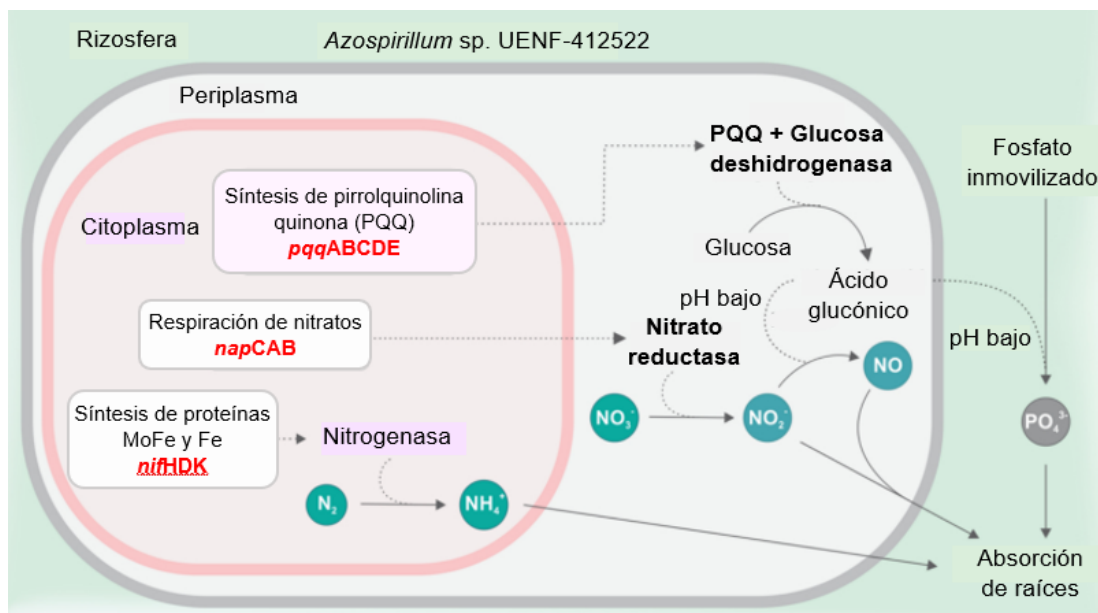 Rizosfera
Azospirillum sp. UENF-412522
Periplasma
PQQ + Glucosa
deshidrogenasa
Fosfato
inmovilizado
Síntesis de pirrolquinolina
quinona (PQQ)
pqqABCDE
Citoplasma
Glucosa
Ácido
glucónico
pH bajo
Respiración de nitratos
napCAB
Nitrato
reductasa
pH bajo
NO
Síntesis de proteínas
MoFe y Fe
nifHDK
Nitrogenasa
NO₃⁻
NO₂⁻
PO₄³⁻
N₂
NH₄⁺
Absorción
de raíces